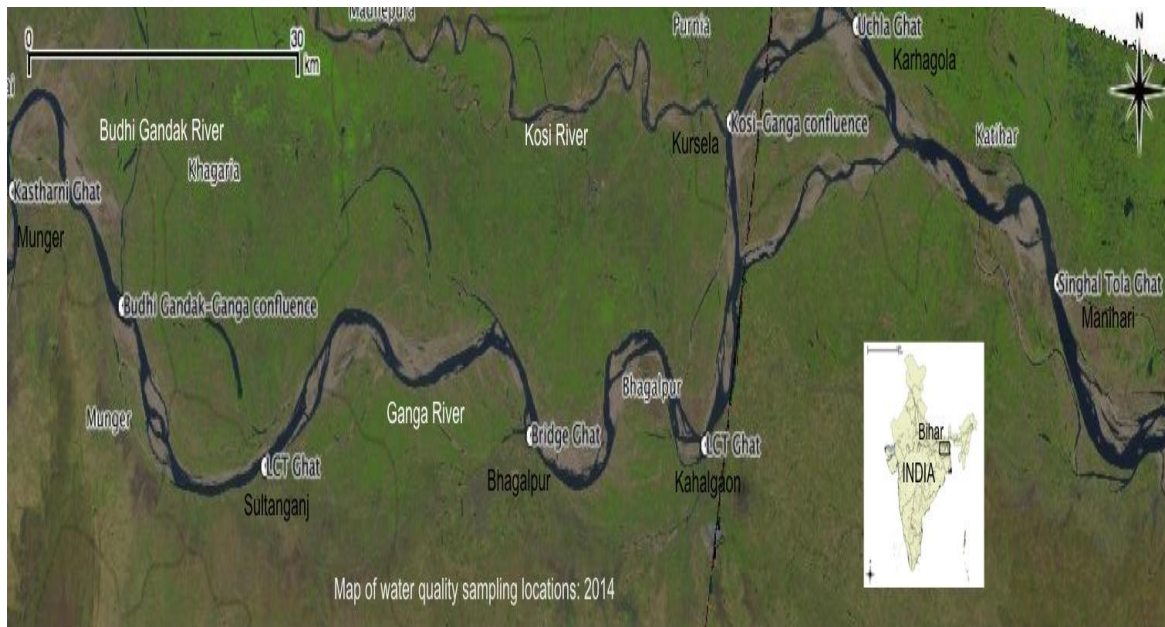 Madhepura
Purnia
Uchla Ghat
N
0
30
km
Karhagola
Budhi Gandak River
Kosi River
Kosi-Ganga confluence
Kursela
Katihar
Khagaria
Kastharni Ghat
Munger
Singhal Tola Ghat
Manihari
Budhi Gandak-Ganga confluence
Bhagalpur
Ganga River
Munger
Bridge Ghat
LCT Ghat
LCT Ghat
Sultanganj
Bhagalpur
Kahalgaon
Bihar
INDIA
Map of water quality sampling locations: 2014